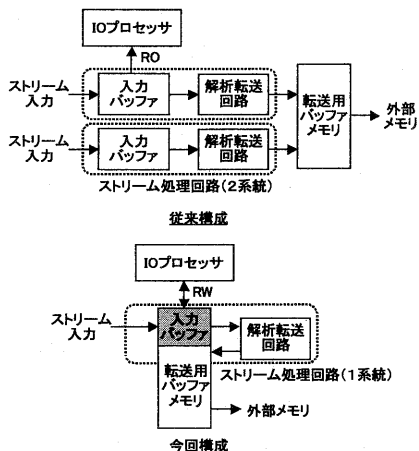 IOプロセッサ
RO
ストリーム
入力
入力
バッファ
解析転送
回路
転送用
バッファ
メモリ
外部
メモリ
ストリーム
入力
入力
バッファ
解析転送
回路
ストリーム処理回路(2系統)
従来構成
IOプロセッサ
RW
ストリーム
入力
入力
バッファ
解析転送
回路
転送用
バッファ
メモリ
ストリーム処理回路(1系統)
外部メモリ
今回構成